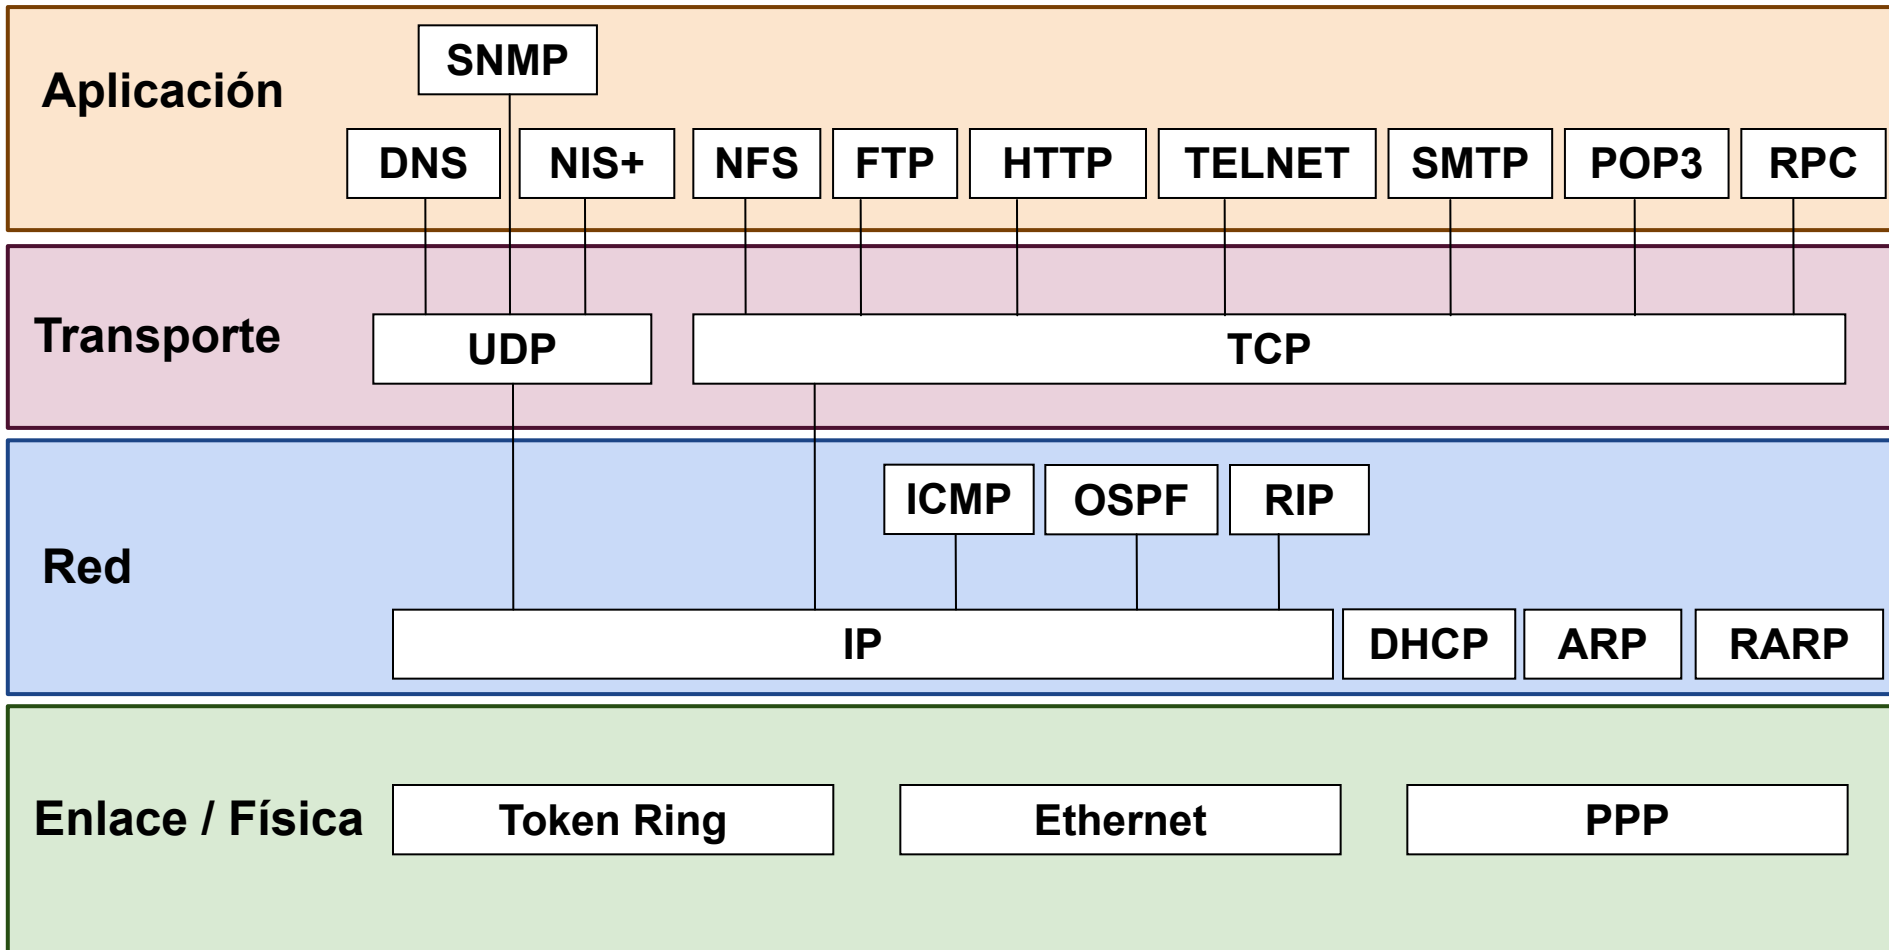 Aplicación
SNMP
DNS
NIS+
NFS
FTP
HTTP
TELNET
SMTP
POP3
RPC
Transporte
UDP
TCP
Red
ICMP
OSPF
RIP
IP
DHCP
ARP
RARP
Enlace / Física
Token Ring
Ethernet
PPP